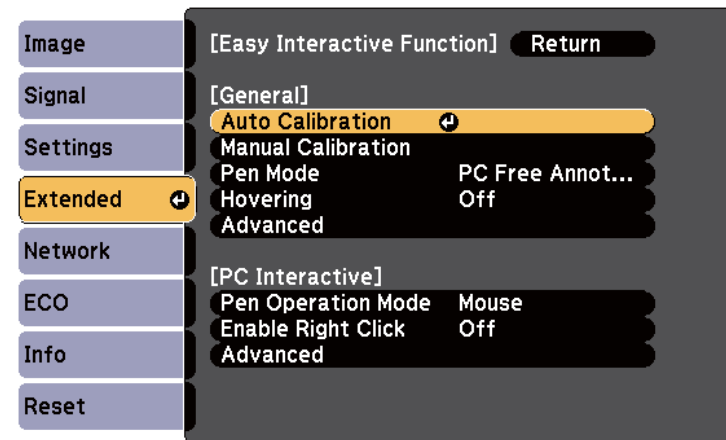 Image
Signal
Settings
Extended
Network
ECO
Info
Reset
[Easy Interactive Function] Return
[General]
Auto Calibration
Manual Calibration
Pen Mode PC Free Annot...
Hovering Off
Advanced
[PC Interactive]
Pen Operation Mode Mouse
Enable Right Click Off
Advanced